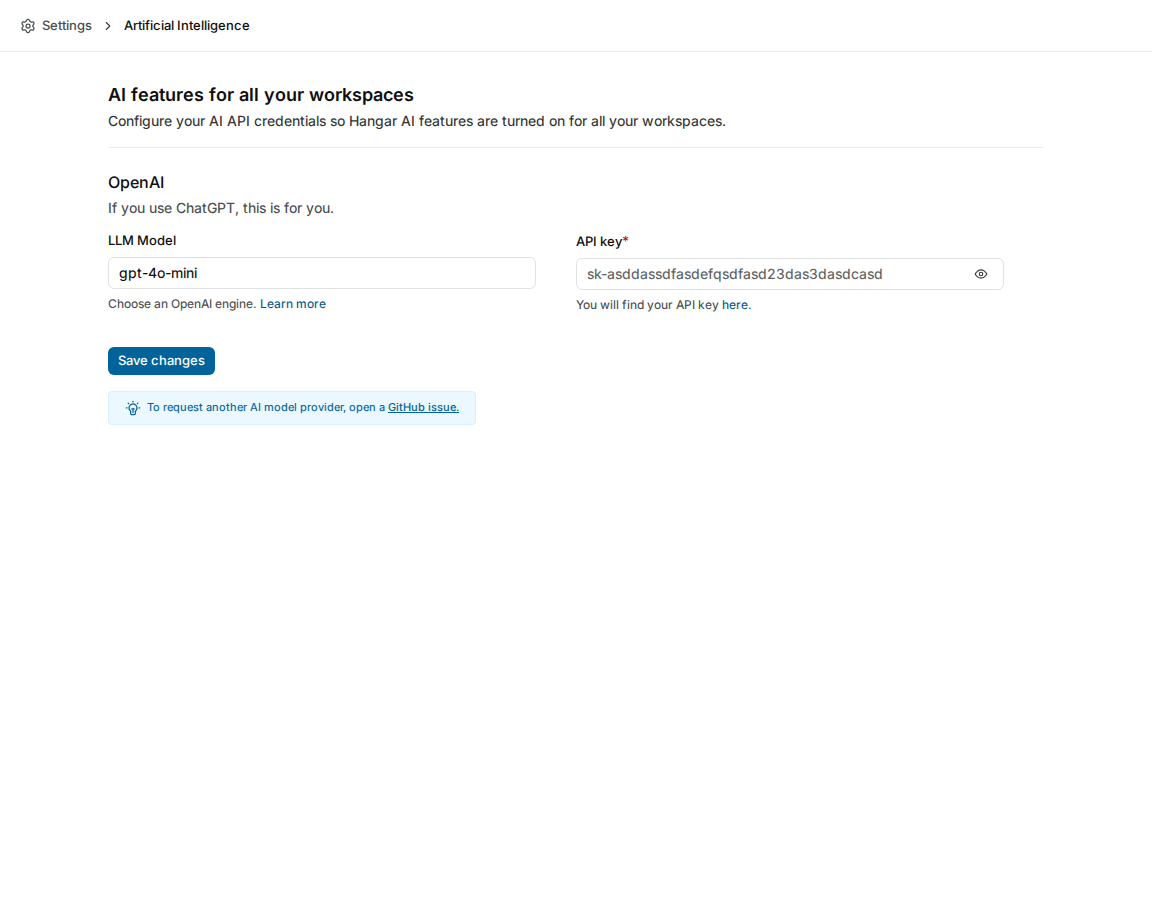 Settings > Artificial Intelligence
AI features for all your workspaces
Configure your AI API credentials so Hangar AI features are turned on for all your workspaces.
OpenAI
If you use ChatGPT, this is for you.
LLM Model
gpt-4o-mini
Choose an OpenAI engine. Learn more
API key*
sk-asddassdfasdefqsdfasd23das3dasdcasd
You will find your API key here.
Save changes
To request another AI model provider, open a GitHub issue.